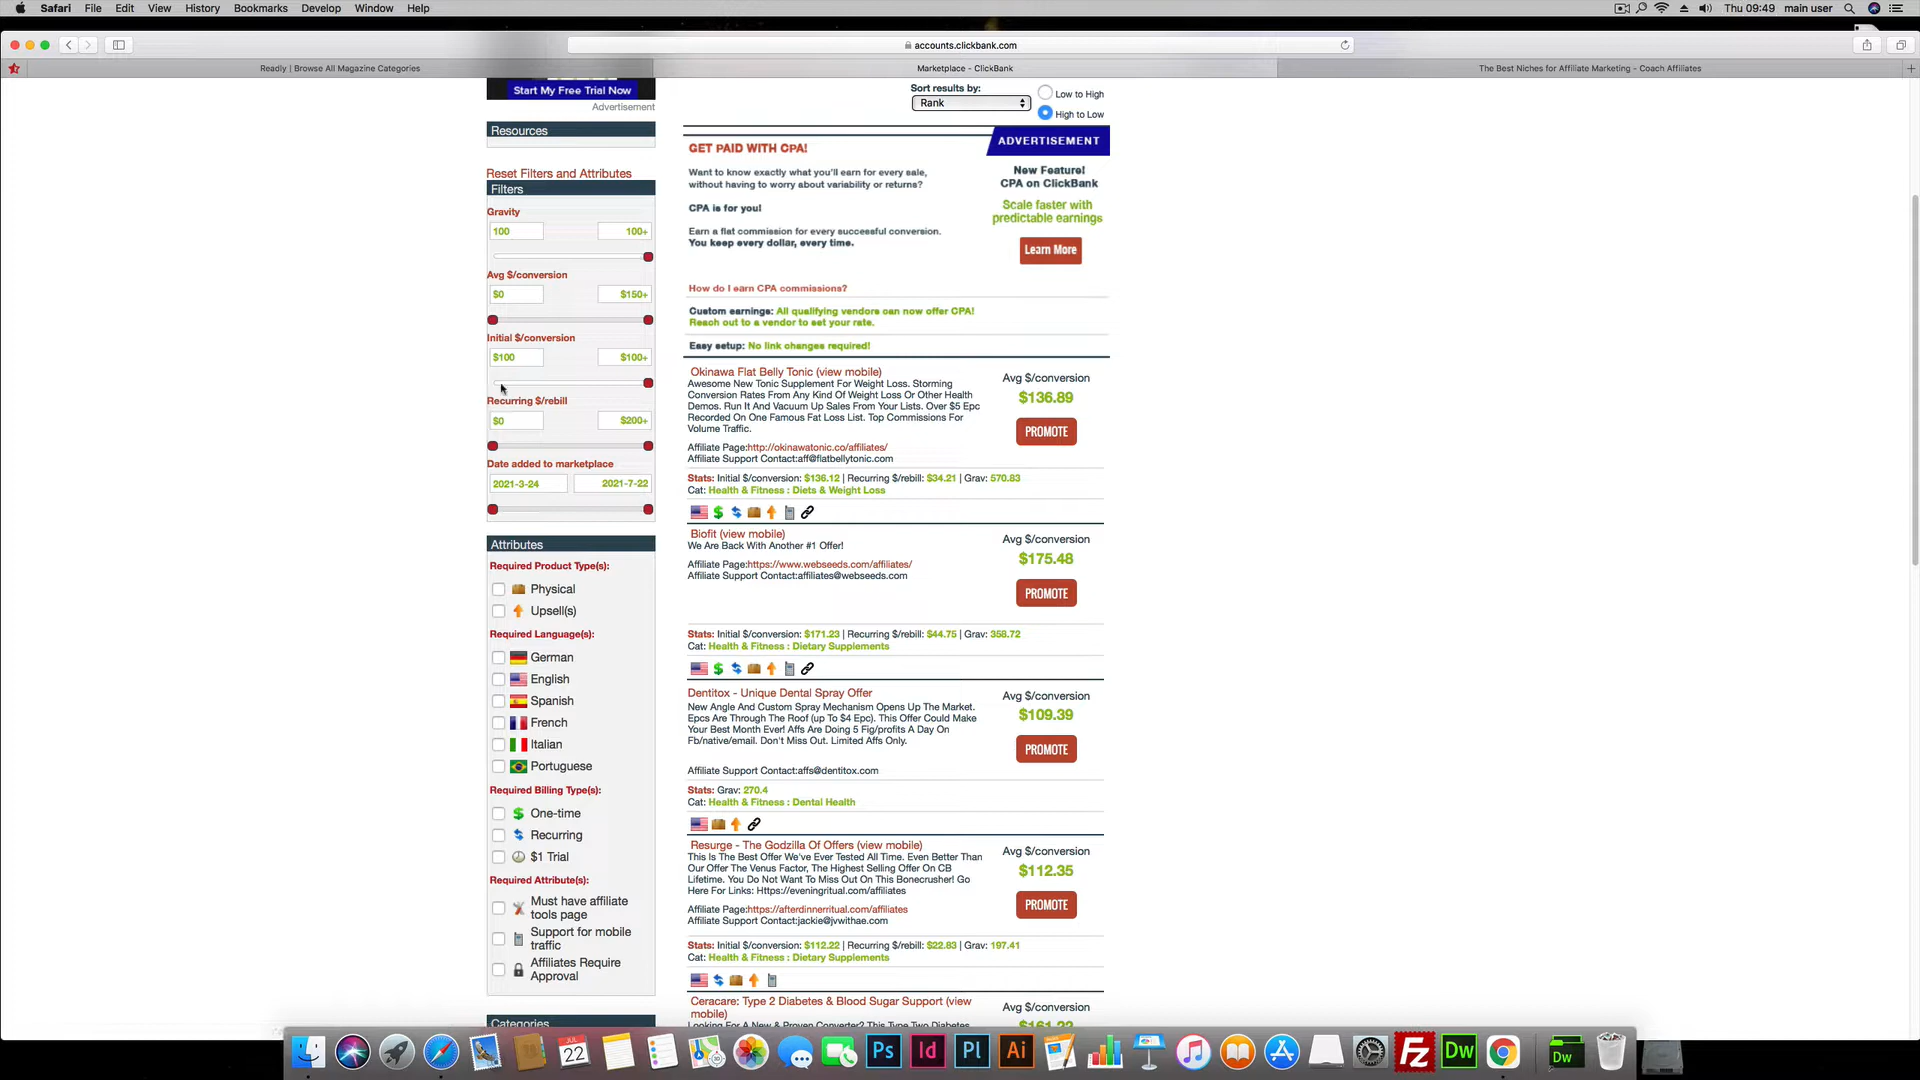 Safari File Edit View History Bookmarks Develop Window Help
Thu 09:49 main user
accounts.clickbank.com
Readly | Browse All Magazine Categories
Marketplace - ClickBank
The Best Niches for Affiliate Marketing - Coach Affiliates
Start My Free Trial Now
Advertisement
Resources
Reset Filters and Attributes
Filters
Gravity
100 100+
Avg $/conversion
$0 $150+
Initial $/conversion
$100 $100+
Recurring $/rebill
$0 $200+
Date added to marketplace
2021-3-24 2021-7-22
Attributes
Required Product Type(s):
Physical
Upsell(s)
Required Language(s):
German
English
Spanish
French
Italian
Portuguese
Required Billing Type(s):
One-time
Recurring
$1 Trial
Required Attribute(s):
Must have affiliate
tools page
Support for mobile
traffic
Affiliates Require
Approval
Categories
Sort results by:
Rank
Low to High
High to Low
GET PAID WITH CPA!
Want to know exactly what you'll earn for every sale,
without having to worry about variability or returns?
CPA is for you!
Earn a flat commission for every successful conversion.
You keep every dollar, every time.
ADVERTISEMENT
New Feature!
CPA on ClickBank
Scale faster with
predictable earnings
Learn More
How do I earn CPA commissions?
Custom earnings: All qualifying vendors can now offer CPA!
Reach out to a vendor to set your rate.
Easy setup: No link changes required!
Okinawa Flat Belly Tonic (view mobile)
Awesome New Tonic Supplement For Weight Loss. Storming
Conversion Rates From Any Kind Of Weight Loss Or Other Health
Demos. Run It And Vacuum Up Sales From Your Lists. Over $5 Epc
Recorded On One Famous Fat Loss List. Top Commissions For
Volume Traffic.
Affiliate Page:http://okinawatonic.co/affiliates/
Affiliate Support Contact:aff@flatbellytonic.com
Avg $/conversion
$136.89
PROMOTE
Stats: Initial $/conversion: $136.12 | Recurring $/rebill: $34.21 | Grav: 570.83
Cat: Health & Fitness : Diets & Weight Loss
Biofit (view mobile)
We Are Back With Another #1 Offer!
Affiliate Page:https://www.webseeds.com/affiliates/
Affiliate Support Contact:affiliates@webseeds.com
Avg $/conversion
$175.48
PROMOTE
Stats: Initial $/conversion: $171.23 | Recurring $/rebill: $44.75 | Grav: 358.72
Cat: Health & Fitness : Dietary Supplements
Dentitox - Unique Dental Spray Offer
New Angle And Custom Spray Mechanism Opens Up The Market.
Epcs Are Through The Roof (up To $4 Epc). This Offer Could Make
Your Best Month Ever! Affs Are Doing 5 Fig/profits A Day On
Fb/native/email. Don't Miss Out. Limited Affs Only.
Affiliate Support Contact:affs@dentitox.com
Avg $/conversion
$109.39
PROMOTE
Stats: Grav: 270.4
Cat: Health & Fitness : Dental Health
Resurge - The Godzilla Of Offers (view mobile)
This Is The Best Offer We've Ever Tested All Time. Even Better Than
Our Offer The Venus Factor, The Highest Selling Offer On CB
Lifetime. You Do Not Want To Miss Out On This Bonecrusher! Go
Here For Links: Https://eveningritual.com/affiliates
Affiliate Page:https://afterdinnerritual.com/affiliates
Affiliate Support Contact:jackie@jvwithae.com
Avg $/conversion
$112.35
PROMOTE
Stats: Initial $/conversion: $112.22 | Recurring $/rebill: $22.83 | Grav: 197.41
Cat: Health & Fitness : Dietary Supplements
Ceracare: Type 2 Diabetes & Blood Sugar Support (view
mobile)
Looking For A New & Proven Converter? This Type Two Diabetes
Avg $/conversion
$161.22
JUL
22
Ps Id Pl Ai Fz Dw Dw